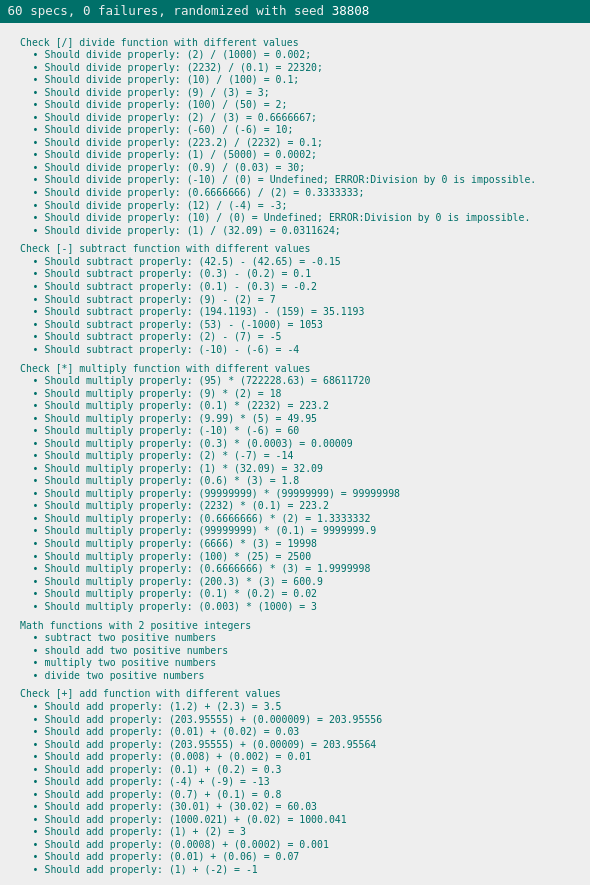 60 specs, 0 failures, randomized with seed 38808
Check [/] divide function with different values
• Should divide properly: (2) / (1000) = 0.002;
• Should divide properly: (2232) / (0.1) = 22320;
• Should divide properly: (10) / (100) = 0.1;
• Should divide properly: (9) / (3) = 3;
• Should divide properly: (100) / (50) = 2;
• Should divide properly: (2) / (3) = 0.6666667;
• Should divide properly: (-60) / (-6) = 10;
• Should divide properly: (223.2) / (2232) = 0.1;
• Should divide properly: (1) / (5000) = 0.0002;
• Should divide properly: (0.9) / (0.03) = 30;
• Should divide properly: (-10) / (0) = Undefined; ERROR:Division by 0 is impossible.
• Should divide properly: (0.6666666) / (2) = 0.3333333;
• Should divide properly: (12) / (-4) = -3;
• Should divide properly: (10) / (0) = Undefined; ERROR:Division by 0 is impossible.
• Should divide properly: (1) / (32.09) = 0.0311624;
Check [-] subtract function with different values
• Should subtract properly: (42.5) - (42.65) = -0.15
• Should subtract properly: (0.3) - (0.2) = 0.1
• Should subtract properly: (0.1) - (0.3) = -0.2
• Should subtract properly: (9) - (2) = 7
• Should subtract properly: (194.1193) - (159) = 35.1193
• Should subtract properly: (53) - (-1000) = 1053
• Should subtract properly: (2) - (7) = -5
• Should subtract properly: (-10) - (-6) = -4
Check [*] multiply function with different values
• Should multiply properly: (95) * (722228.63) = 68611720
• Should multiply properly: (9) * (2) = 18
• Should multiply properly: (0.1) * (2232) = 223.2
• Should multiply properly: (9.99) * (5) = 49.95
• Should multiply properly: (-10) * (-6) = 60
• Should multiply properly: (0.3) * (0.0003) = 0.00009
• Should multiply properly: (2) * (-7) = -14
• Should multiply properly: (1) * (32.09) = 32.09
• Should multiply properly: (0.6) * (3) = 1.8
• Should multiply properly: (99999999) * (99999999) = 99999998
• Should multiply properly: (2232) * (0.1) = 223.2
• Should multiply properly: (0.6666666) * (2) = 1.3333332
• Should multiply properly: (99999999) * (0.1) = 9999999.9
• Should multiply properly: (6666) * (3) = 19998
• Should multiply properly: (100) * (25) = 2500
• Should multiply properly: (0.6666666) * (3) = 1.9999998
• Should multiply properly: (200.3) * (3) = 600.9
• Should multiply properly: (0.1) * (0.2) = 0.02
• Should multiply properly: (0.003) * (1000) = 3
Math functions with 2 positive integers
• subtract two positive numbers
• should add two positive numbers
• multiply two positive numbers
• divide two positive numbers
Check [+] add function with different values
• Should add properly: (1.2) + (2.3) = 3.5
• Should add properly: (203.95555) + (0.000009) = 203.95556
• Should add properly: (0.01) + (0.02) = 0.03
• Should add properly: (203.95555) + (0.00009) = 203.95564
• Should add properly: (0.008) + (0.002) = 0.01
• Should add properly: (0.1) + (0.2) = 0.3
• Should add properly: (-4) + (-9) = -13
• Should add properly: (0.7) + (0.1) = 0.8
• Should add properly: (30.01) + (30.02) = 60.03
• Should add properly: (1000.021) + (0.02) = 1000.041
• Should add properly: (1) + (2) = 3
• Should add properly: (0.0008) + (0.0002) = 0.001
• Should add properly: (0.01) + (0.06) = 0.07
• Should add properly: (1) + (-2) = -1